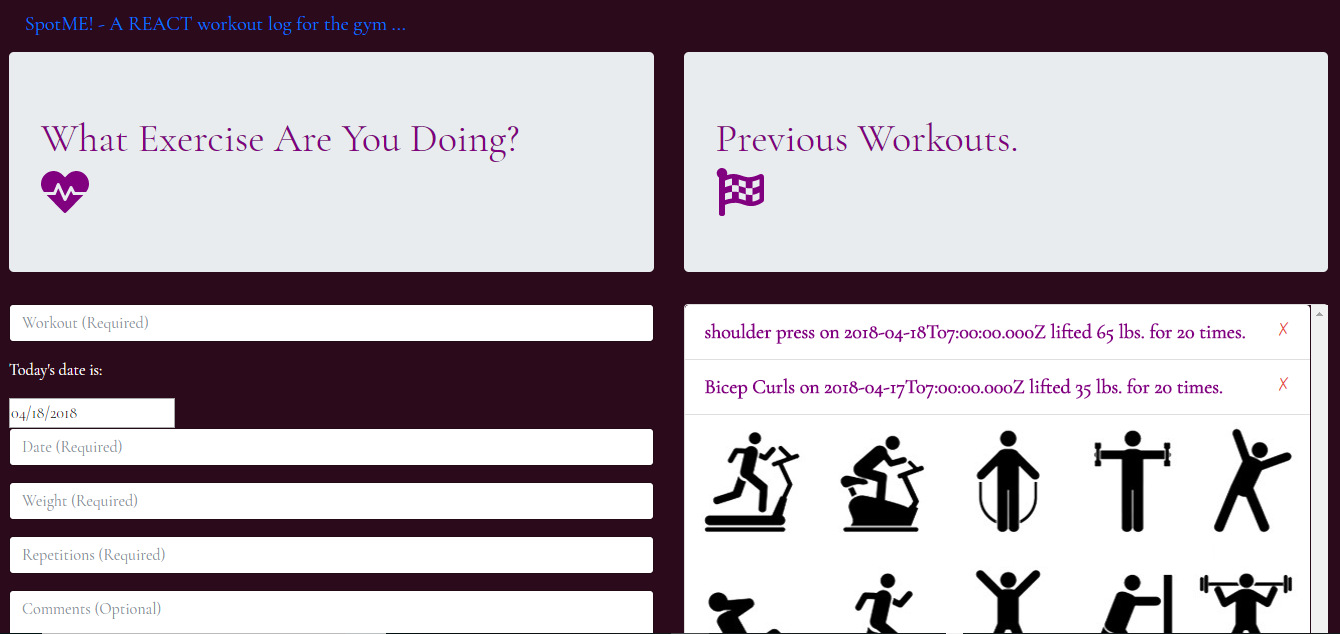 SpotME! - A REACT workout log for the gym ...
What Exercise Are You Doing?
Previous Workouts.
Workout (Required)
Today's date is:
04/18/2018
Date (Required)
Weight (Required)
Repetitions (Required)
Comments (Optional)
shoulder press on 2018-04-18T07:00:00.000Z lifted 65 lbs. for 20 times.
X
Bicep Curls on 2018-04-17T07:00:00.000Z lifted 35 lbs. for 20 times.
X